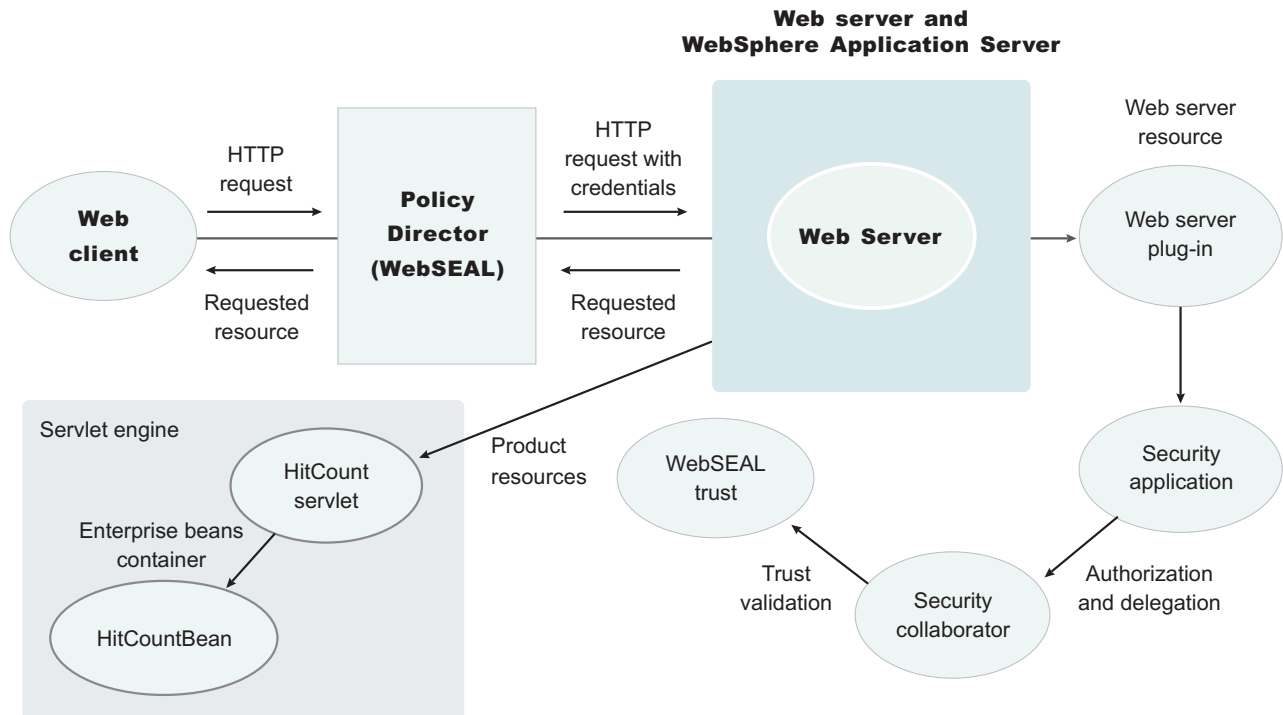 Web server and
WebSphere Application Server
HTTP
request
HTTP
request with
credentials
Web server
resource
Web
client
Policy
Director
(WebSEAL)
Web Server
Web server
plug-in
Requested
resource
Requested
resource
Servlet engine
HitCount
servlet
Product
resources
WebSEAL
trust
Security
application
Enterprise beans
container
HitCountBean
Trust
validation
Security
collaborator
Authorization
and delegation